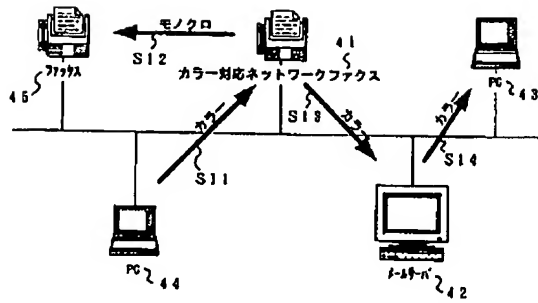 モノクロ
S12
41
ファックス
45
カラー対応ネットワークファクス
PC
43
カラー
S11
S13
カラー
カラー
S14
PC
44
メールサーバ
42